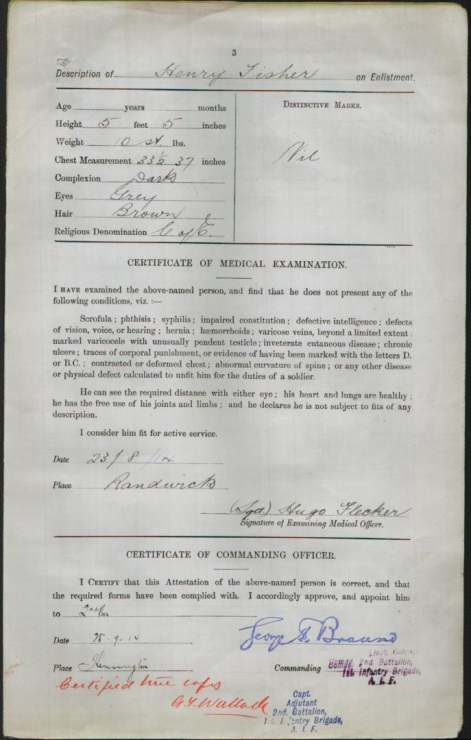 3
Description of Henry Fisher on Enlistment.
Age years months
Height 5 feet 5 inches
Weight 10 st lbs.
Chest Measurement 33½ 37 inches
Complexion Dark
Eyes Grey
Hair Brown
Religious Denomination C of E.
DISTINCTIVE MARKS.
Nil
CERTIFICATE OF MEDICAL EXAMINATION.
I HAVE examined the above-named person, and find that he does not present any of the
following conditions, viz. :—
Scrofula ; phthisis ; syphilis ; impaired constitution ; defective intelligence ; defects
of vision, voice, or hearing ; hernia ; hæmorrhoids ; varicose veins, beyond a limited extent ;
marked varicocele with unusually pendent testicle ; inveterate cutaneous disease ; chronic
ulcers ; traces of corporal punishment, or evidence of having been marked with the letters D.
or B.C. ; contracted or deformed chest ; abnormal curvature of spine ; or any other disease
or physical defect calculated to unfit him for the duties of a soldier.
He can see the required distance with either eye ; his heart and lungs are healthy ;
he has the free use of his joints and limbs ; and he declares he is not subject to fits of any
description.
I consider him fit for active service.
Date 23/8/14
Place Randwick
(Sgd) Hugo Flecker
Signature of Examining Medical Officer.
CERTIFICATE OF COMMANDING OFFICER.
I CERTIFY that this Attestation of the above-named person is correct, and that
the required forms have been complied with. I accordingly approve, and appoint him
to 2nd Bn
Date 9.14
George F. Braund
Lieut. Colonel
Place Kensington Commanding Comdg. 2nd. Battalion,
1st. Infantry Brigade,
A. I. F.
Certified true copy
Capt.
Adjutant
2nd. Battalion,
1st. Infantry Brigade,
A. I. F.